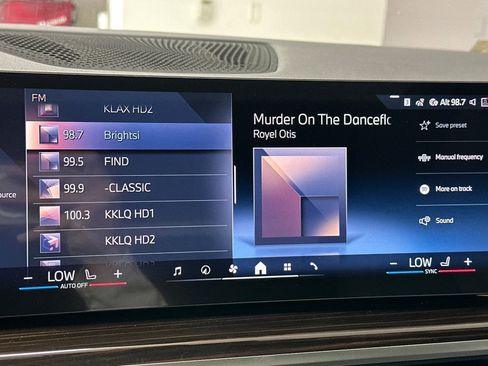 FM
KLAX HD2
98.7 Brightsi
99.5 FIND
99.9 -CLASSIC
100.3 KKLQ HD1
KKLQ HD2
ource
Alt 98.7
Murder On The Dancefl
Royel Otis
Save preset
Manual frequency
More on track
Sound
- LOW +
AUTO OFF
- LOW +
SYNC